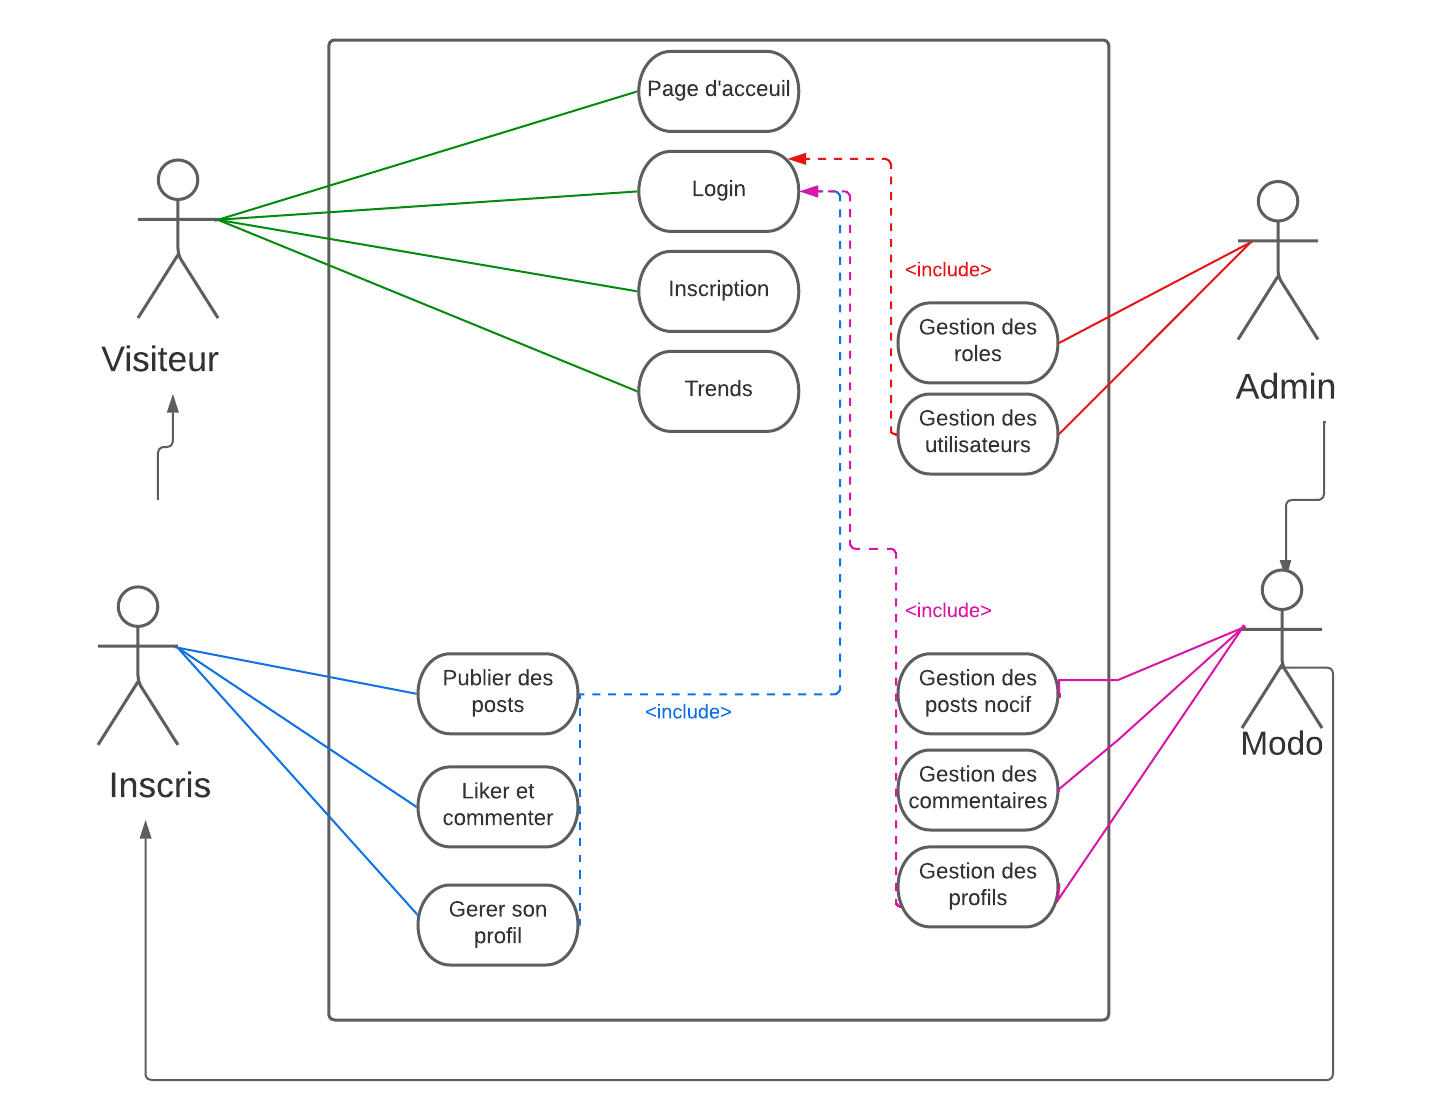 Page d'acceuil
Login
Inscription
Trends
Visiteur
<include>
Gestion des
roles
Gestion des
utilisateurs
Admin
Inscris
Publier des
posts
<include>
Liker et
commenter
Gerer son
profil
<include>
Gestion des
posts nocif
Gestion des
commentaires
Gestion des
profils
Modo